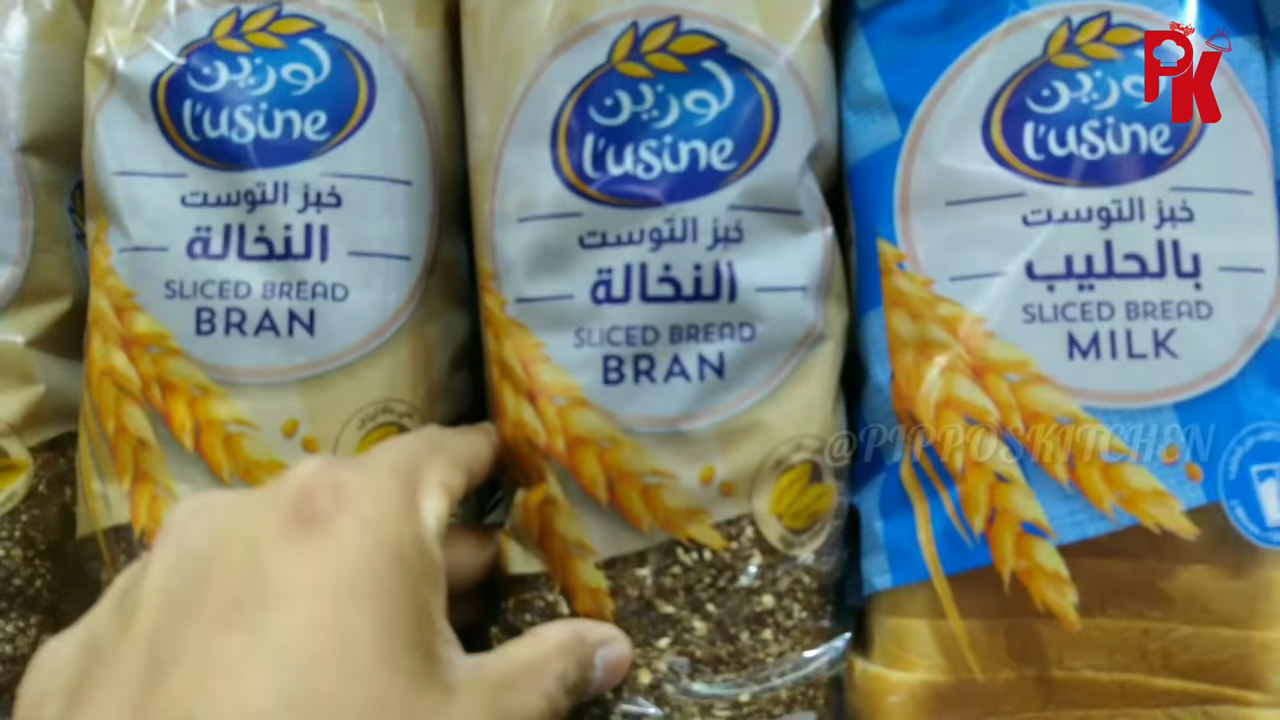 لوزين
l'usine
خبز التوست
النخالة
SLICED BREAD
BRAN
لوزين
l'usine
خبز التوست
النخالة
SLICED BREAD
BRAN
لوزين
l'usine
خبز التوست
بالحليب
SLICED BREAD
MILK
PK
@PIPPOSKITCHEN